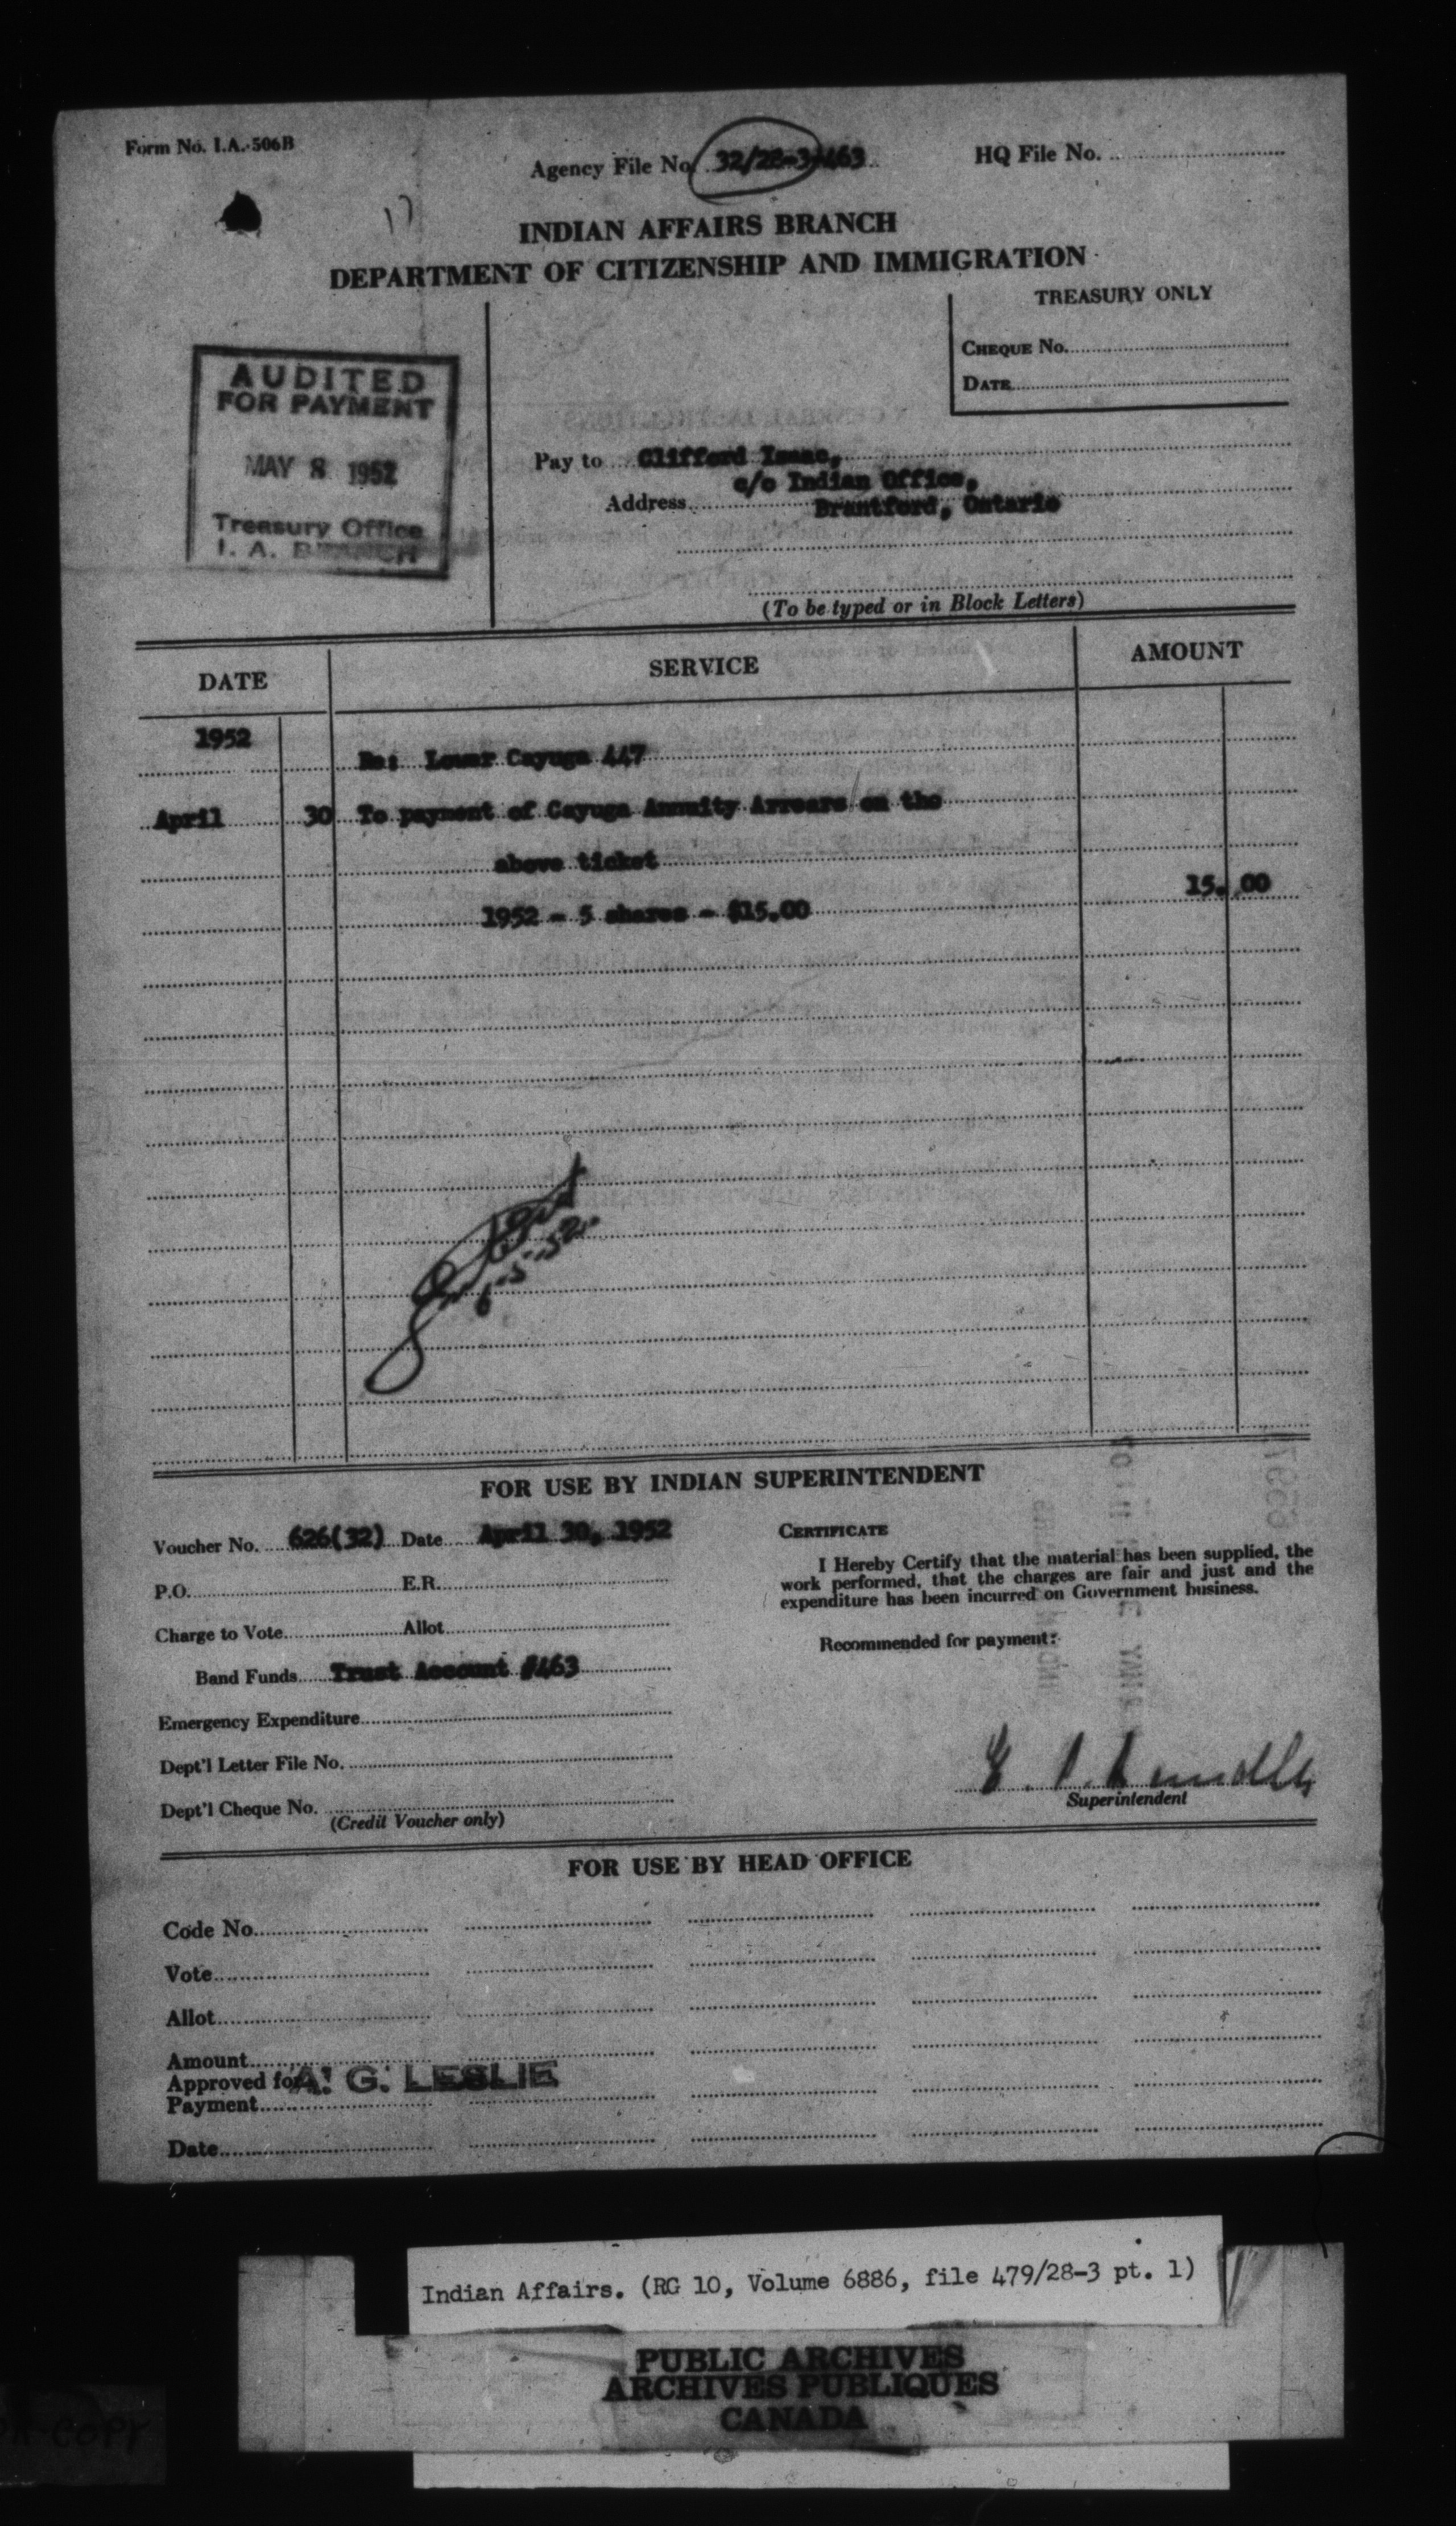 Form No. I.A. 506B
Agency File No. 32/28-3-463
HQ File No.
17
INDIAN AFFAIRS BRANCH
DEPARTMENT OF CITIZENSHIP AND IMMIGRATION
TREASURY ONLY
CHEQUE No.
DATE
AUDITED
FOR PAYMENT
MAY 8 1952
Treasury Office
I. A. BRANCH
Pay to Clifford Isaac,
c/o Indian Office,
Address Brantford, Ontario
(To be typed or in Block Letters)
DATE SERVICE AMOUNT
1952
Re: Lower Cayuga 447
April 30 To payment of Cayuga Annuity Arrears on the
above ticket
1952 - 5 shares - $15.00 15.00
6-5-52
FOR USE BY INDIAN SUPERINTENDENT
Voucher No. 626(32) Date April 30, 1952
P.O. E.R.
Charge to Vote Allot.
Band Funds Trust Account #463
Emergency Expenditure
Dept'l Letter File No.
Dept'l Cheque No.
(Credit Voucher only)
CERTIFICATE
I Hereby Certify that the material has been supplied, the
work performed, that the charges are fair and just and the
expenditure has been incurred on Government business.
Recommended for payment:
Superintendent
FOR USE BY HEAD OFFICE
Code No.
Vote
Allot.
Amount
Approved for A. G. LESLIE
Payment
Date
Indian Affairs. (RG 10, Volume 6886, file 479/28-3 pt. 1)
PUBLIC ARCHIVES
ARCHIVES PUBLIQUES
CANADA
COPY